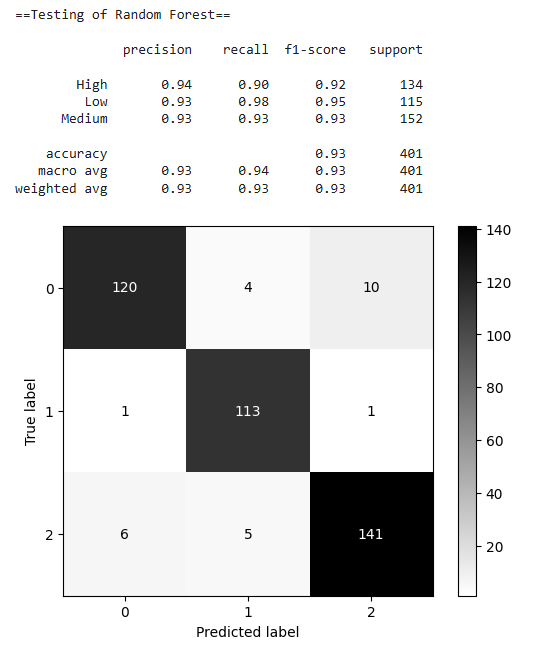 ==Testing of Random Forest==
precision recall f1-score support
High 0.94 0.90 0.92 134
Low 0.93 0.98 0.95 115
Medium 0.93 0.93 0.93 152
accuracy 0.93 401
macro avg 0.93 0.94 0.93 401
weighted avg 0.93 0.93 0.93 401
140
0 120 4 10
120
100
1 1 113 1
80
60
40
2 6 5 141
20
0 1 2
True label
Predicted label